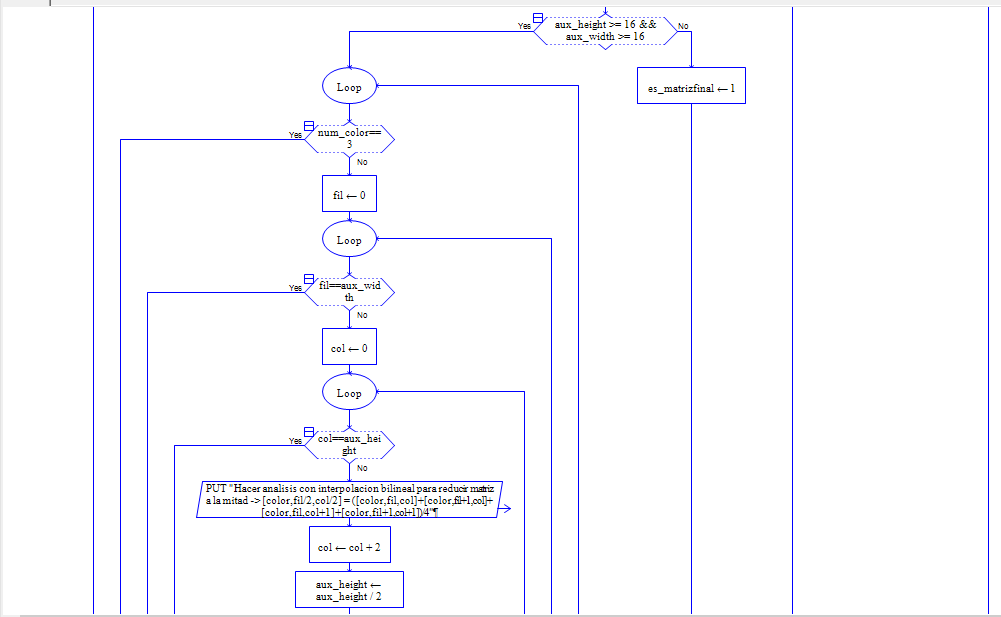 aux_height >= 16 &&
aux_width >= 16
Yes
No
es_matrizfinal ← 1
Loop
num_color==
3
Yes
No
fil ← 0
Loop
fil==aux_wid
th
Yes
No
col ← 0
Loop
col==aux_hei
ght
Yes
No
PUT "Hacer analisis con interpolacion bilineal para reducir matriz
a la mitad -> [color,fil/2,col/2] = ([color,fil,col]+[color,fil+1,col]+
[color,fil,col+1]+[color,fil+1,col+1])/4"¶
col ← col + 2
aux_height ←
aux_height / 2